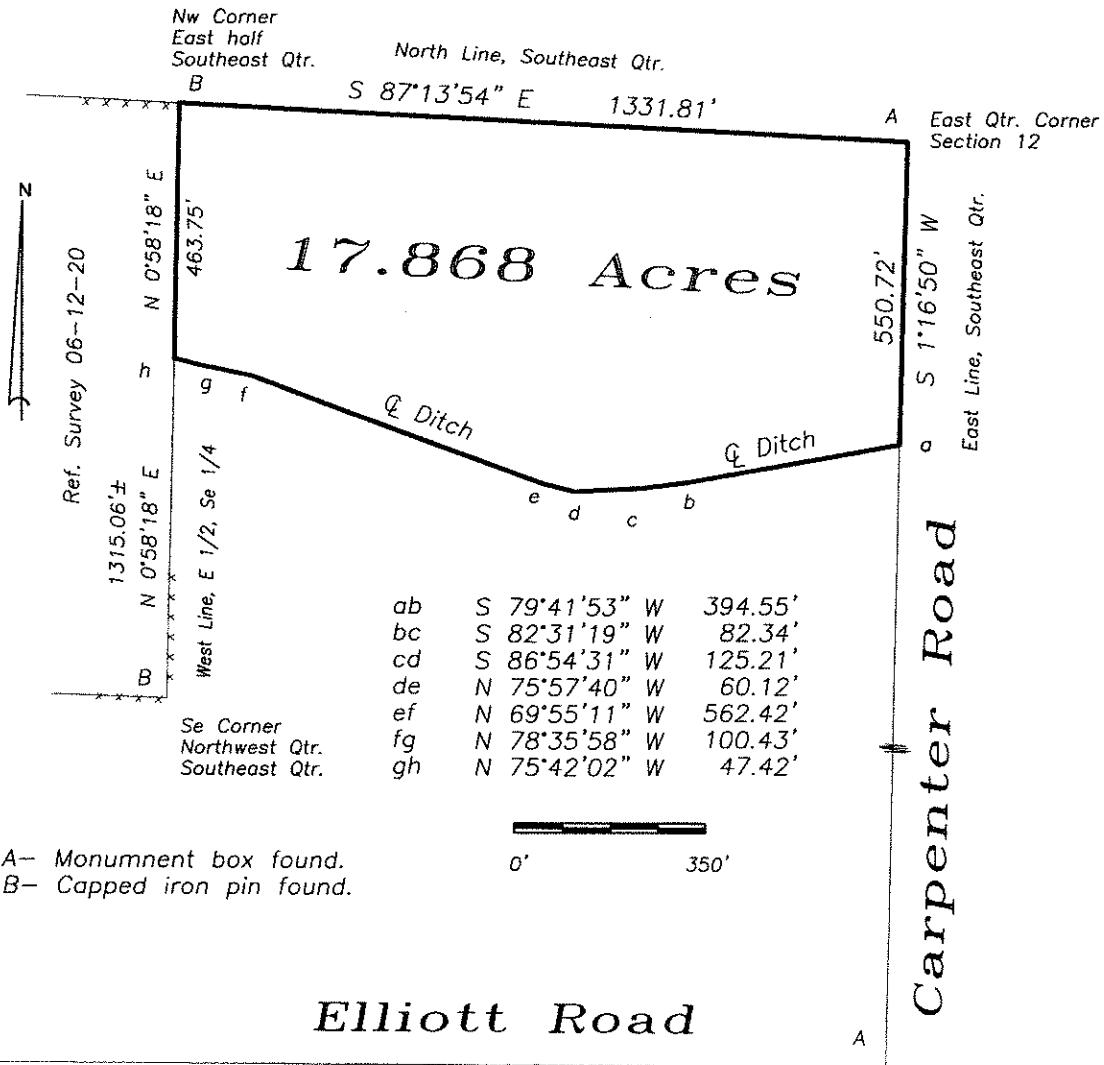 Nw Corner
East half
Southeast Qtr.
North Line, Southeast Qtr.
B
S 87°13'54" E 1331.81'
A
East Qtr. Corner
Section 12
N
Ref. Survey 06-12-20
N 0°58'18" E
463.75'
17.868 Acres
550.72'
S 1°16'50" W
East Line, Southeast Qtr.
h
g
f
℄ Ditch
℄ Ditch
a
e
d
c
b
1315.06'±
N 0°58'18" E
West Line, E 1/2, Se 1/4
B
Se Corner
Northwest Qtr.
Southeast Qtr.
ab S 79°41'53" W 394.55'
bc S 82°31'19" W 82.34'
cd S 86°54'31" W 125.21'
de N 75°57'40" W 60.12'
ef N 69°55'11" W 562.42'
fg N 78°35'58" W 100.43'
gh N 75°42'02" W 47.42'
Carpenter Road
0' 350'
A- Monumnent box found.
B- Capped iron pin found.
Elliott Road
A